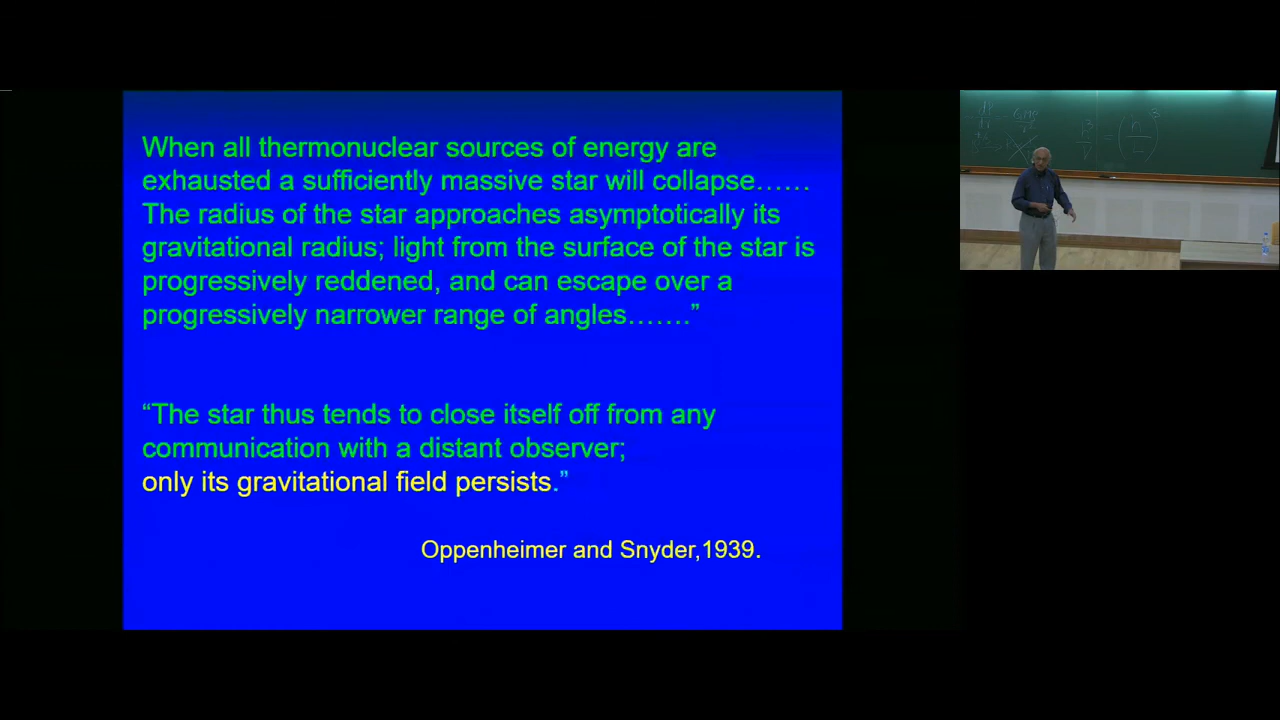 When all thermonuclear sources of energy are
exhausted a sufficiently massive star will collapse......
The radius of the star approaches asymptotically its
gravitational radius; light from the surface of the star is
progressively reddened, and can escape over a
progressively narrower range of angles…….”
“The star thus tends to close itself off from any
communication with a distant observer;
only its gravitational field persists.”
Oppenheimer and Snyder,1939.